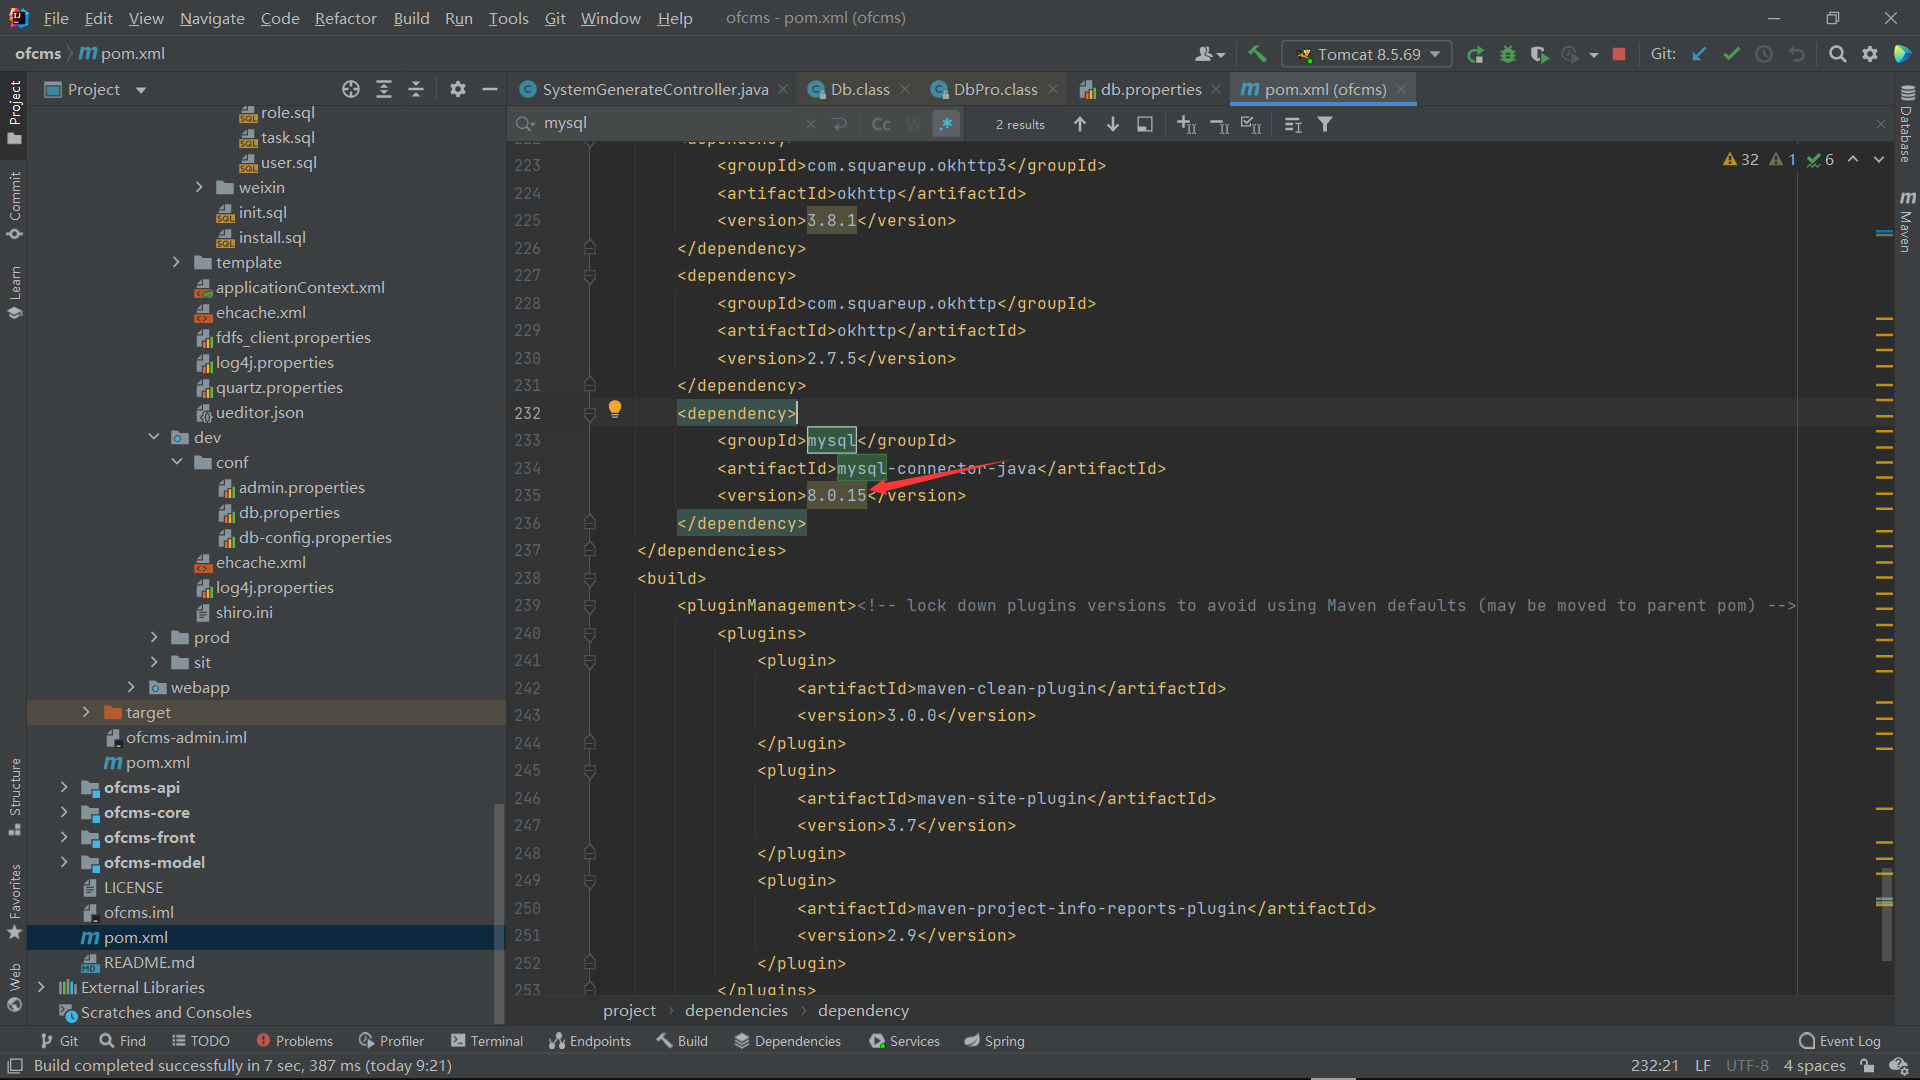 File Edit View Navigate Code Refactor Build Run Tools Git Window Help ofcms - pom.xml (ofcms)
ofcms pom.xml Tomcat 8.5.69 Git:
Project
SystemGenerateController.java Db.class DbPro.class db.properties pom.xml (ofcms)
mysql Cc W .* 2 results
32 1 6
Project
Commit
Learn
Structure
Favorites
Web
Database
Maven
role.sql
task.sql
user.sql
weixin
init.sql
install.sql
template
applicationContext.xml
ehcache.xml
fdfs_client.properties
log4j.properties
quartz.properties
ueditor.json
dev
conf
admin.properties
db.properties
db-config.properties
ehcache.xml
log4j.properties
shiro.ini
prod
sit
webapp
target
ofcms-admin.iml
pom.xml
ofcms-api
ofcms-core
ofcms-front
ofcms-model
LICENSE
ofcms.iml
pom.xml
README.md
External Libraries
Scratches and Consoles
222 <dependency>
223 <groupId>com.squareup.okhttp3</groupId>
224 <artifactId>okhttp</artifactId>
225 <version>3.8.1</version>
226 </dependency>
227 <dependency>
228 <groupId>com.squareup.okhttp</groupId>
229 <artifactId>okhttp</artifactId>
230 <version>2.7.5</version>
231 </dependency>
232 <dependency>
233 <groupId>mysql</groupId>
234 <artifactId>mysql-connector-java</artifactId>
235 <version>8.0.15</version>
236 </dependency>
237 </dependencies>
238 <build>
239 <pluginManagement><!-- lock down plugins versions to avoid using Maven defaults (may be moved to parent pom) -->
240 <plugins>
241 <plugin>
242 <artifactId>maven-clean-plugin</artifactId>
243 <version>3.0.0</version>
244 </plugin>
245 <plugin>
246 <artifactId>maven-site-plugin</artifactId>
247 <version>3.7</version>
248 </plugin>
249 <plugin>
250 <artifactId>maven-project-info-reports-plugin</artifactId>
251 <version>2.9</version>
252 </plugin>
253 </plugins>
project dependencies dependency
Git Find TODO Problems Profiler Terminal Endpoints Build Dependencies Services Spring Event Log
Build completed successfully in 7 sec, 387 ms (today 9:21) 232:21 LF UTF-8 4 spaces